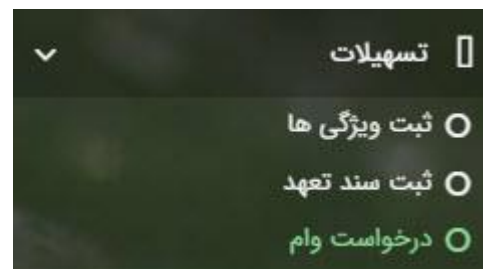 تسهیلات
ثبت ویژگی ها
ثبت سند تعهد
درخواست وام